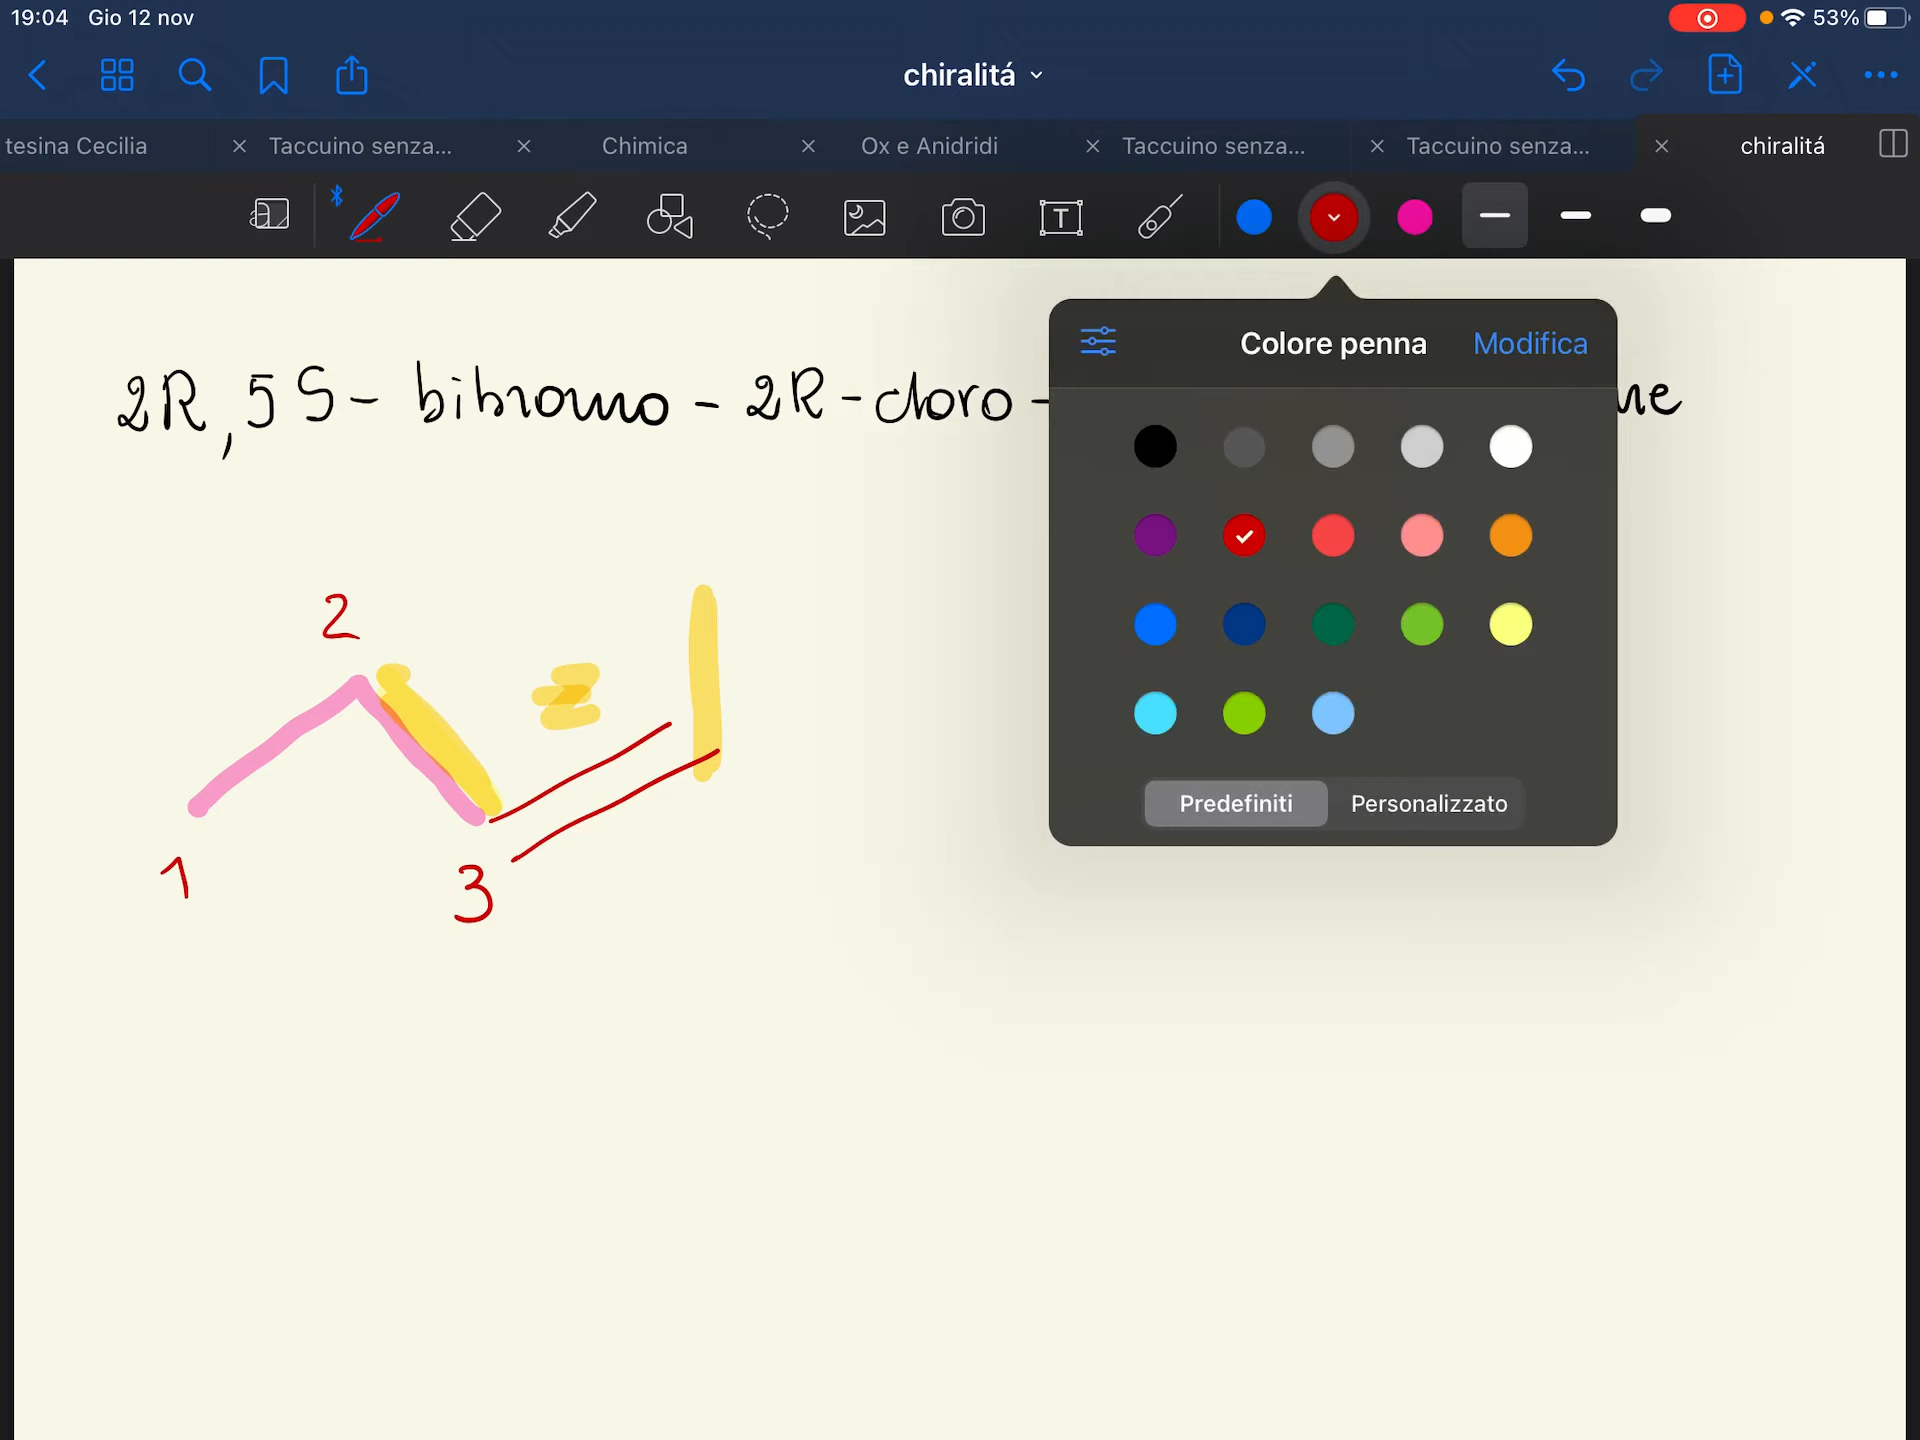 19:04 Gio 12 nov 53%
chiralitá
tesina Cecilia Taccuino senza... Chimica Ox e Anidridi Taccuino senza... Taccuino senza... chiralitá
Colore penna Modifica
2R, 5S - bibromo - 2R - cloro - ne
2
1
3
Predefiniti Personalizzato